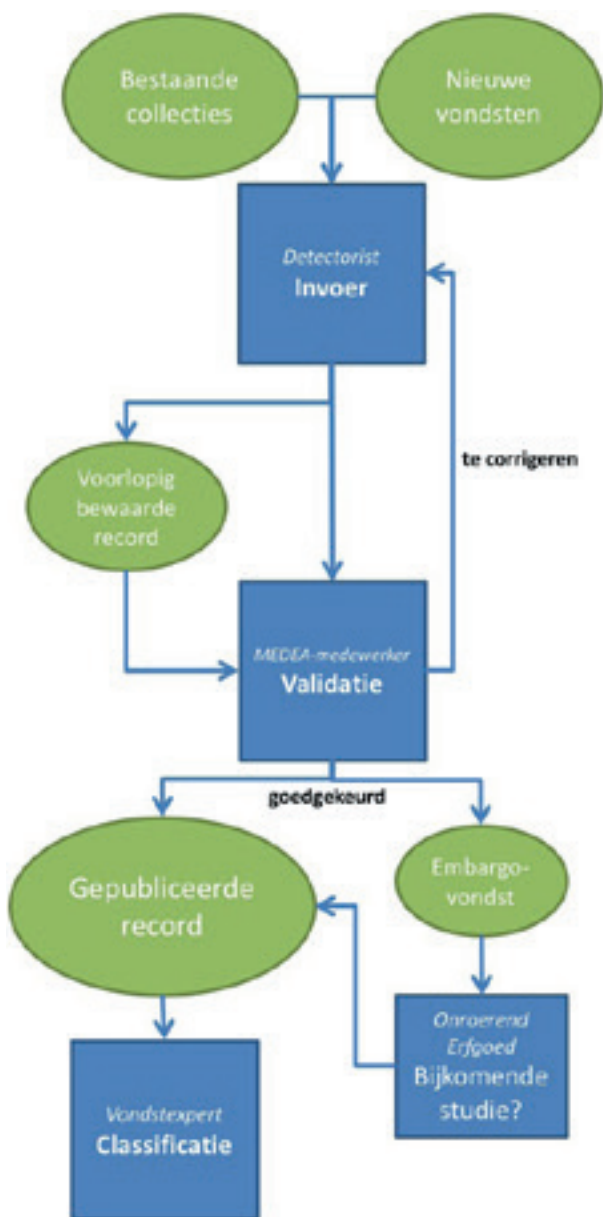 Bestaande
collecties
Nieuwe
vondsten
Detectorist
Invoer
te corrigeren
Voorlopig
bewaarde
record
MEDEA-medewerker
Validatie
goedgekeurd
Gepubliceerde
record
Embargo-
vondst
Onroerend
Erfgoed
Bijkomende
studie?
Vondstexpert
Classificatie